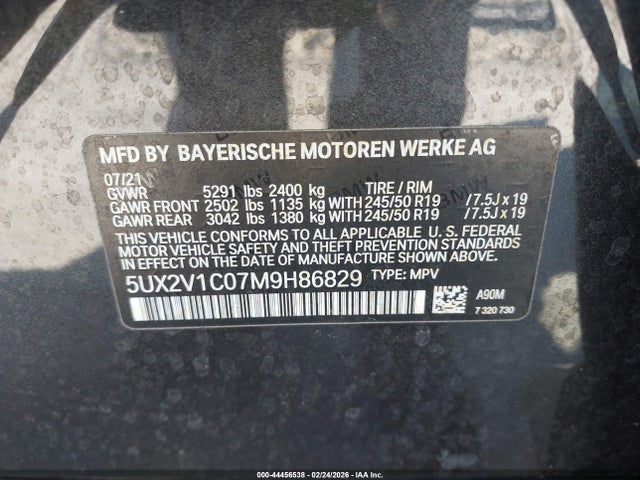 MFD BY BAYERISCHE MOTOREN WERKE AG
07/21
GVWR 5291 lbs 2400 kg TIRE / RIM
GAWR FRONT 2502 lbs 1135 kg WITH 245/50 R19 / 7.5J x 19
GAWR REAR 3042 lbs 1380 kg WITH 245/50 R19 / 7.5J x 19
THIS VEHICLE CONFORMS TO ALL APPLICABLE U. S. FEDERAL
MOTOR VEHICLE SAFETY AND THEFT PREVENTION STANDARDS
IN EFFECT ON THE DATE OF MANUFACTURE SHOWN ABOVE.
5UX2V1C07M9H86829 TYPE: MPV
A90M
7 320 730
000-44456538 - 02/24/2026 - IAA Inc.